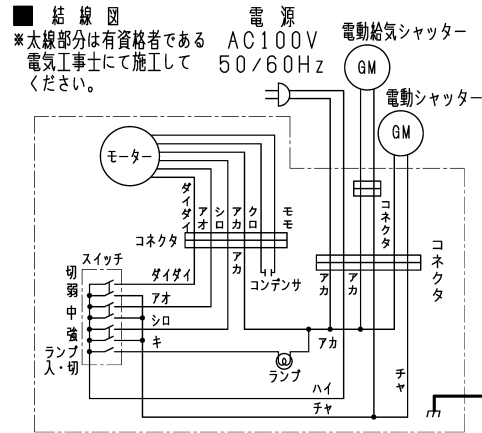 ■ 結線図
※太線部分は有資格者である
電気工事士にて施工して
ください。
電源
AC100V
50/60Hz
電動給気シャッター
GM
電動シャッター
GM
モーター
ダイダイ
アオ
シロ
アカ
クロ
モモ
コネクタ
コネクタ
コネクタ
アカ
コンデンサ
アカ
アカ
スイッチ
切
弱
中
強
ランプ
入・切
ダイダイ
アオ
シロ
キ
アカ
ランプ
ハイ
チャ
チャ